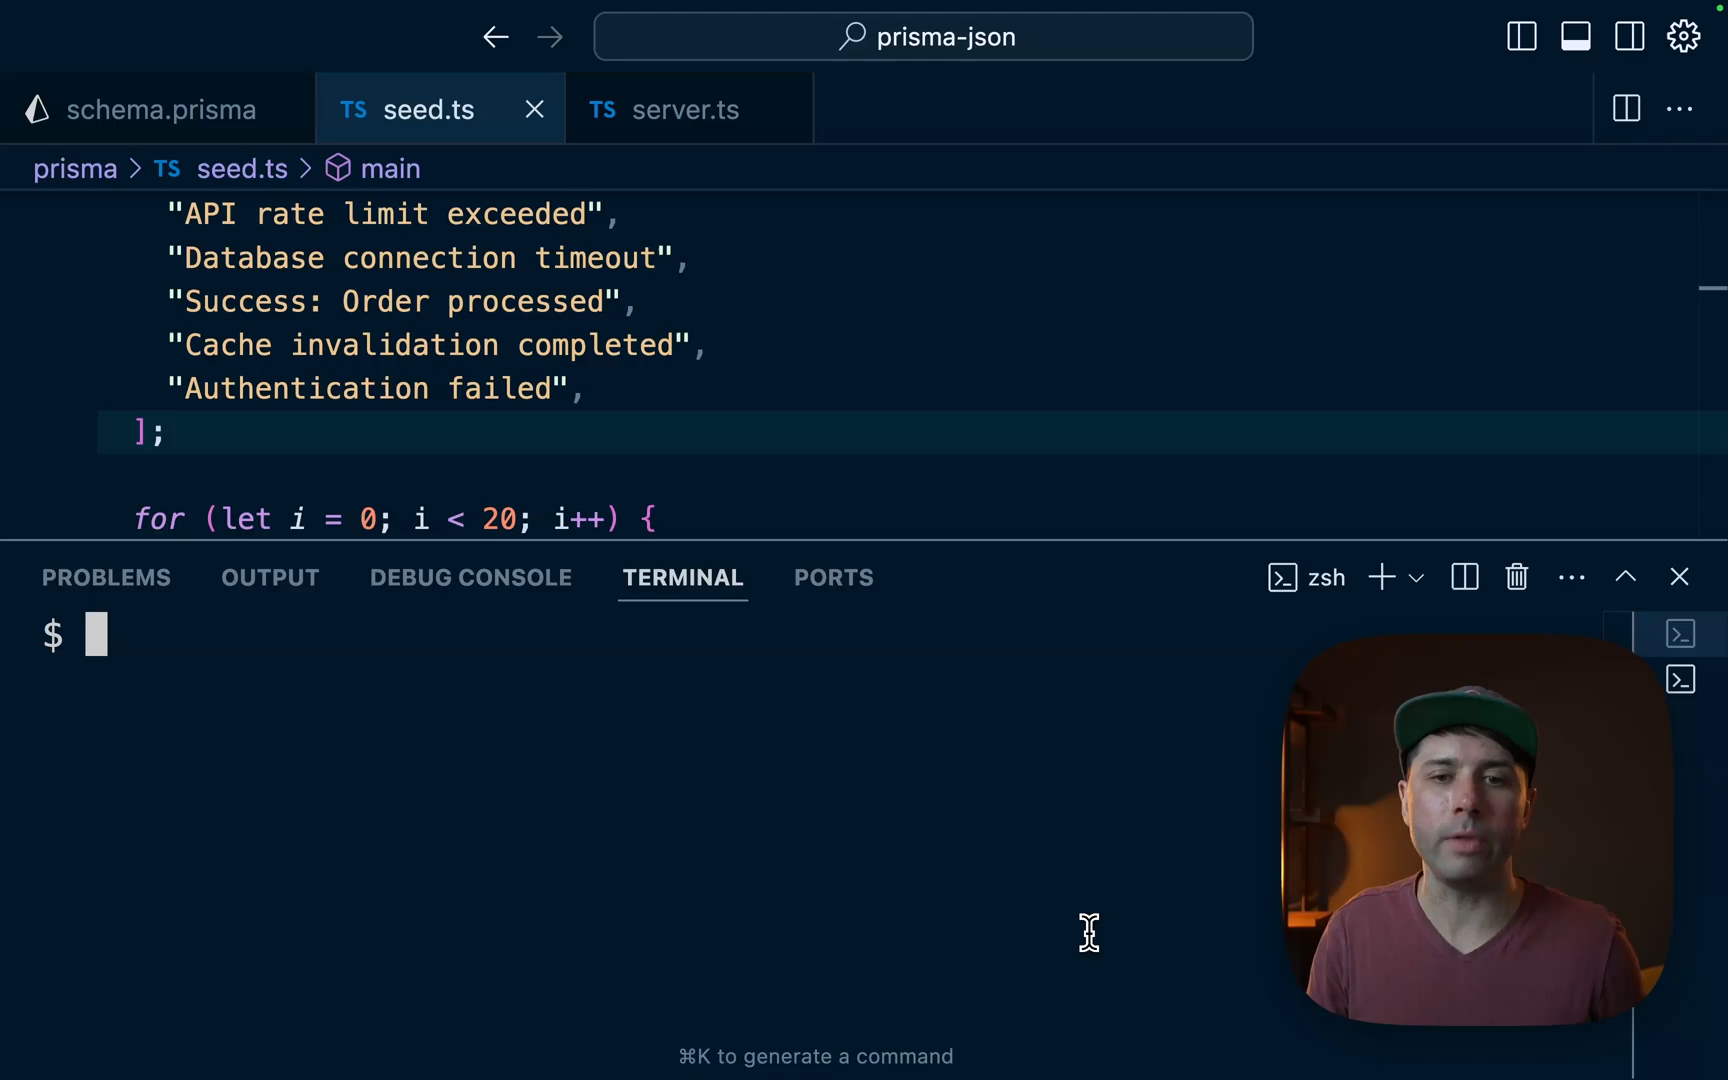 prisma-json
schema.prisma
TS seed.ts
TS server.ts
prisma > TS seed.ts > main
"API rate limit exceeded",
"Database connection timeout",
"Success: Order processed",
"Cache invalidation completed",
"Authentication failed",
];
for (let i = 0; i < 20; i++) {
PROBLEMS OUTPUT DEBUG CONSOLE TERMINAL PORTS
zsh
$
⌘K to generate a command